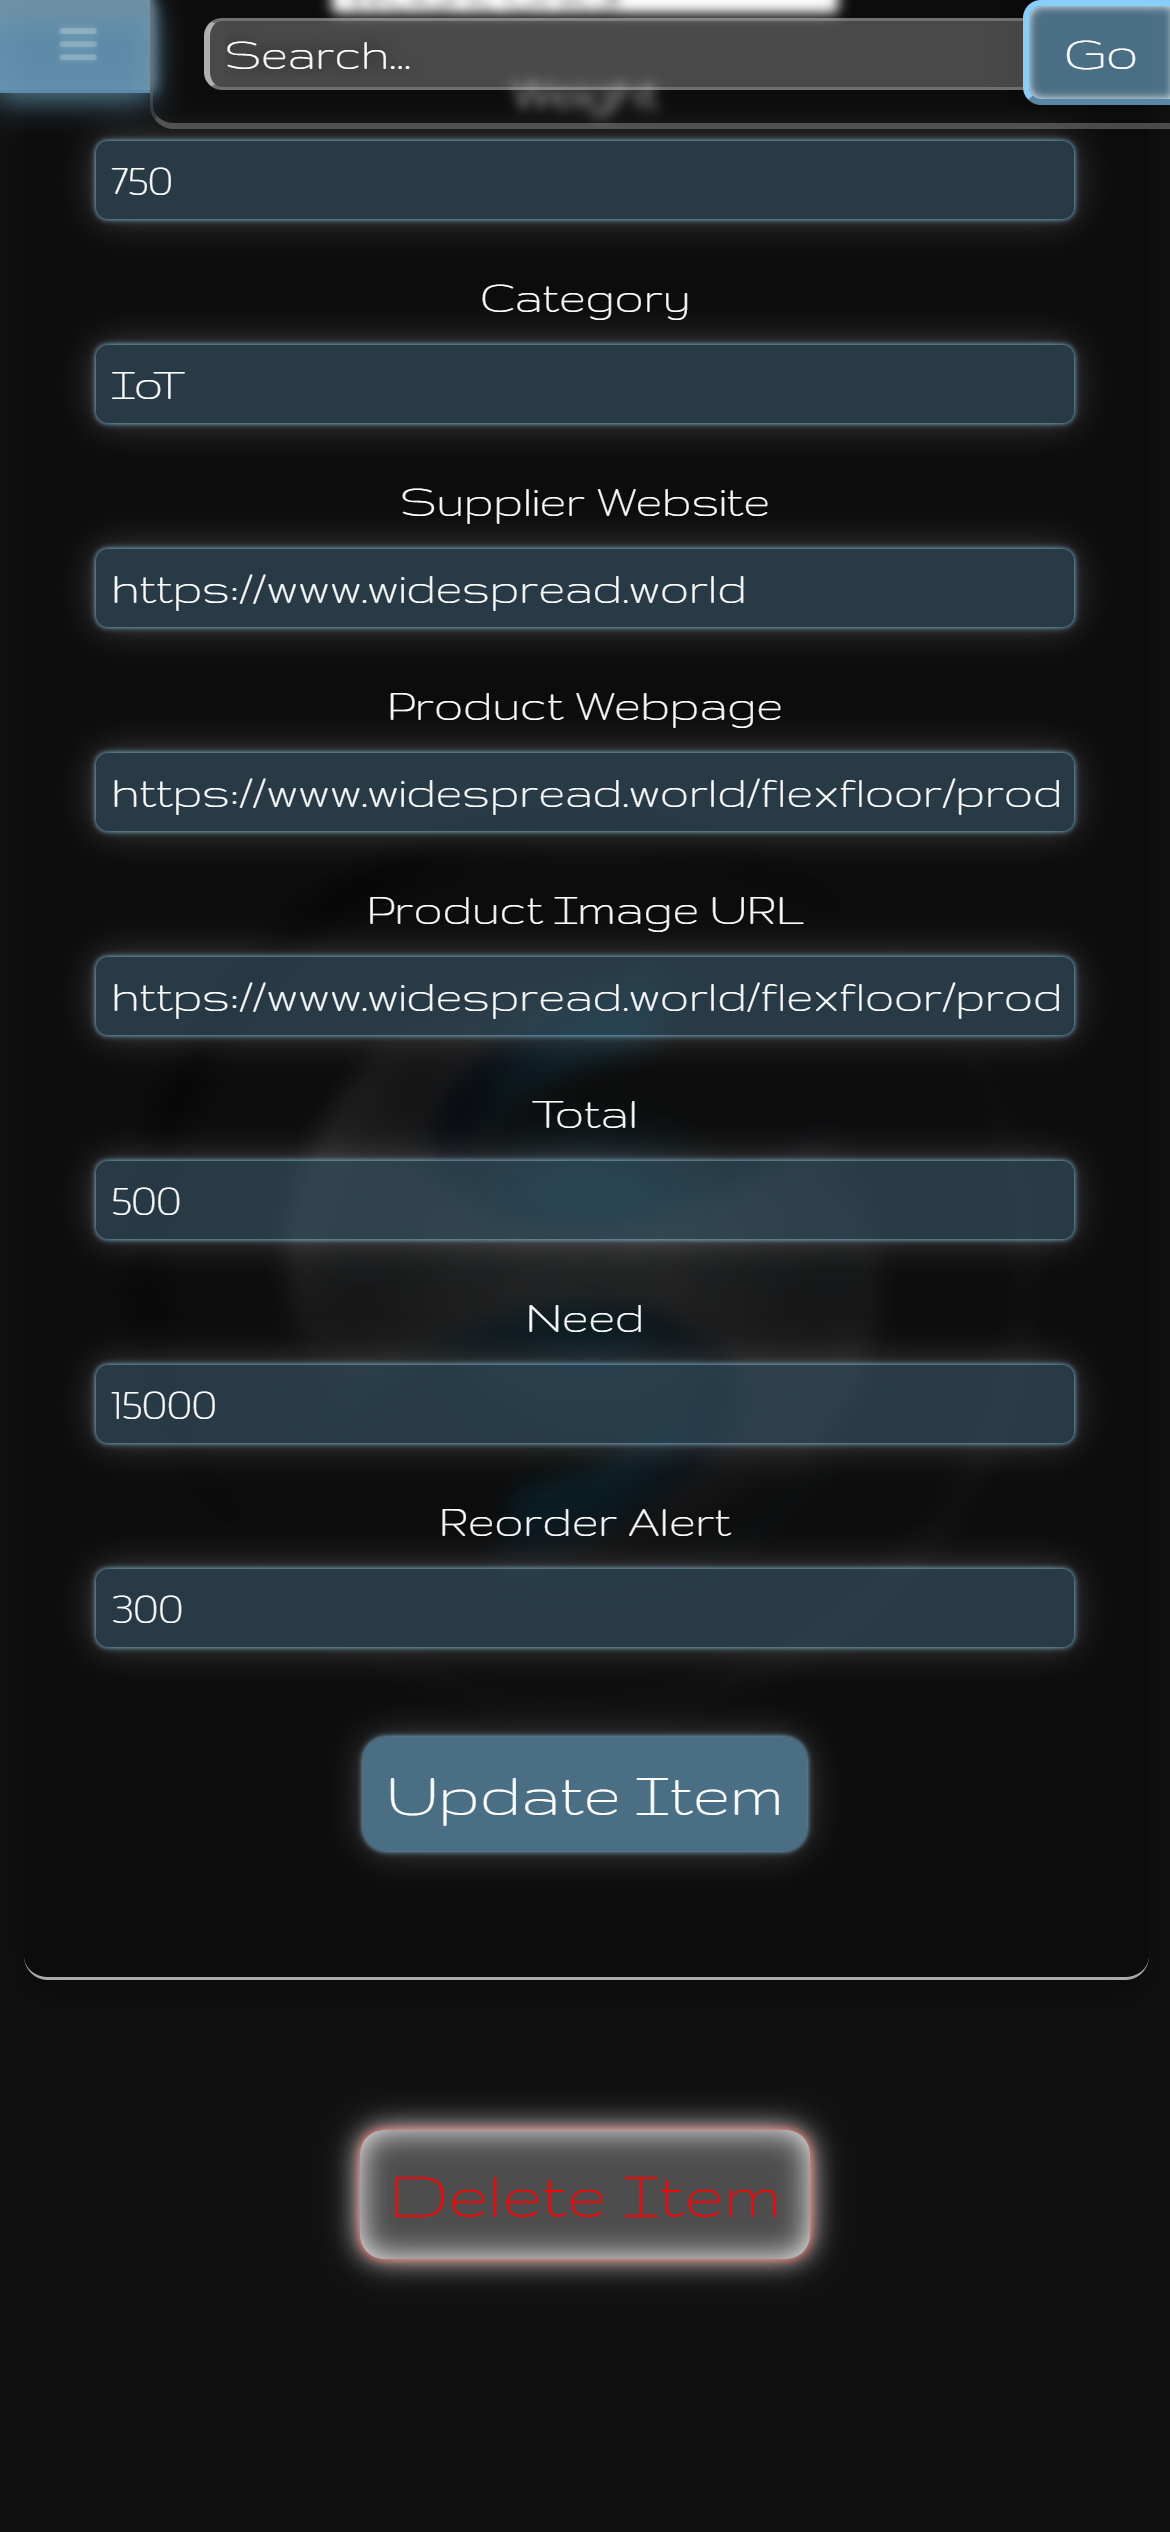 Search...
Go
Weight
750
Category
IoT
Supplier Website
https://www.widespread.world
Product Webpage
https://www.widespread.world/flexfloor/prod
Product Image URL
https://www.widespread.world/flexfloor/prod
Total
500
Need
15000
Reorder Alert
300
Update Item
Delete Item